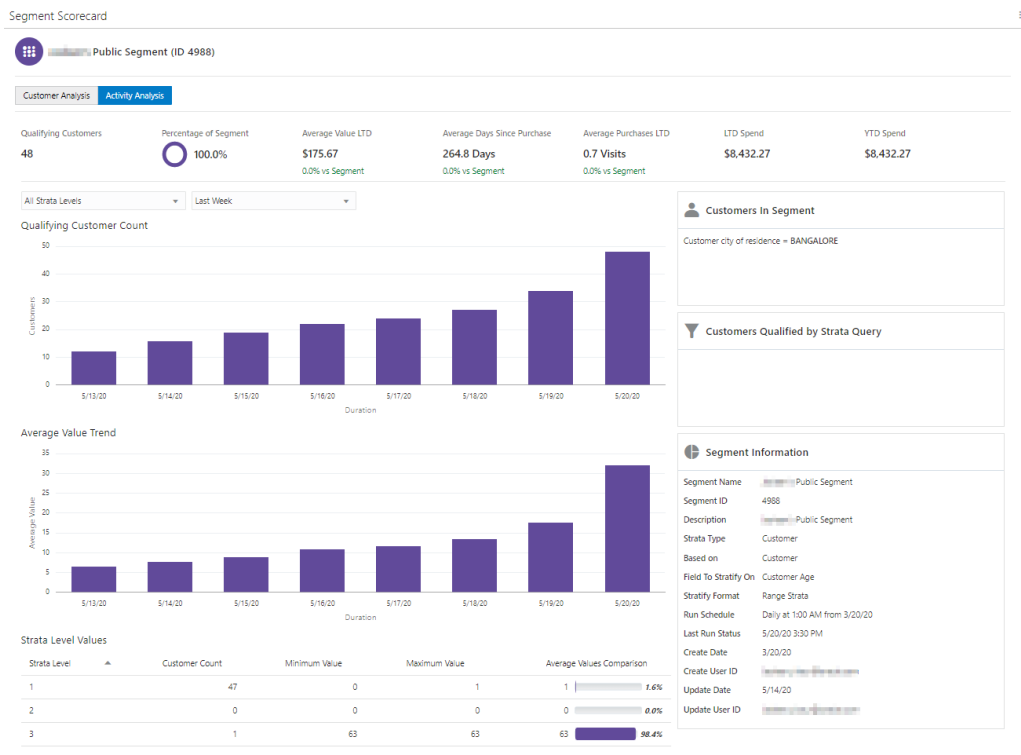 Segment Scorecard
Public Segment (ID 4988)
Customer Analysis Activity Analysis
Qualifying Customers Percentage of Segment Average Value LTD Average Days Since Purchase Average Purchases LTD LTD Spend YTD Spend
48 100.0% $175.67 264.8 Days 0.7 Visits $8,432.27 $8,432.27
0.0% vs Segment 0.0% vs Segment 0.0% vs Segment
All Strata Levels Last Week
Qualifying Customer Count
50
40
30
20
10
0
Customers
5/13/20 5/14/20 5/15/20 5/16/20 5/17/20 5/18/20 5/19/20 5/20/20
Duration
Average Value Trend
35
30
25
20
15
10
5
0
Average Value
5/13/20 5/14/20 5/15/20 5/16/20 5/17/20 5/18/20 5/19/20 5/20/20
Duration
Strata Level Values
Strata Level Customer Count Minimum Value Maximum Value Average Values Comparison
1 47 0 1 1 1.6%
2 0 0 0 0 0.0%
3 1 63 63 63 98.4%
Customers In Segment
Customer city of residence = BANGALORE
Customers Qualified by Strata Query
Segment Information
Segment Name Public Segment
Segment ID 4988
Description Public Segment
Strata Type Customer
Based on Customer
Field To Stratify On Customer Age
Stratify Format Range Strata
Run Schedule Daily at 1:00 AM from 3/20/20
Last Run Status 5/20/20 3:30 PM
Create Date 3/20/20
Create User ID
Update Date 5/14/20
Update User ID